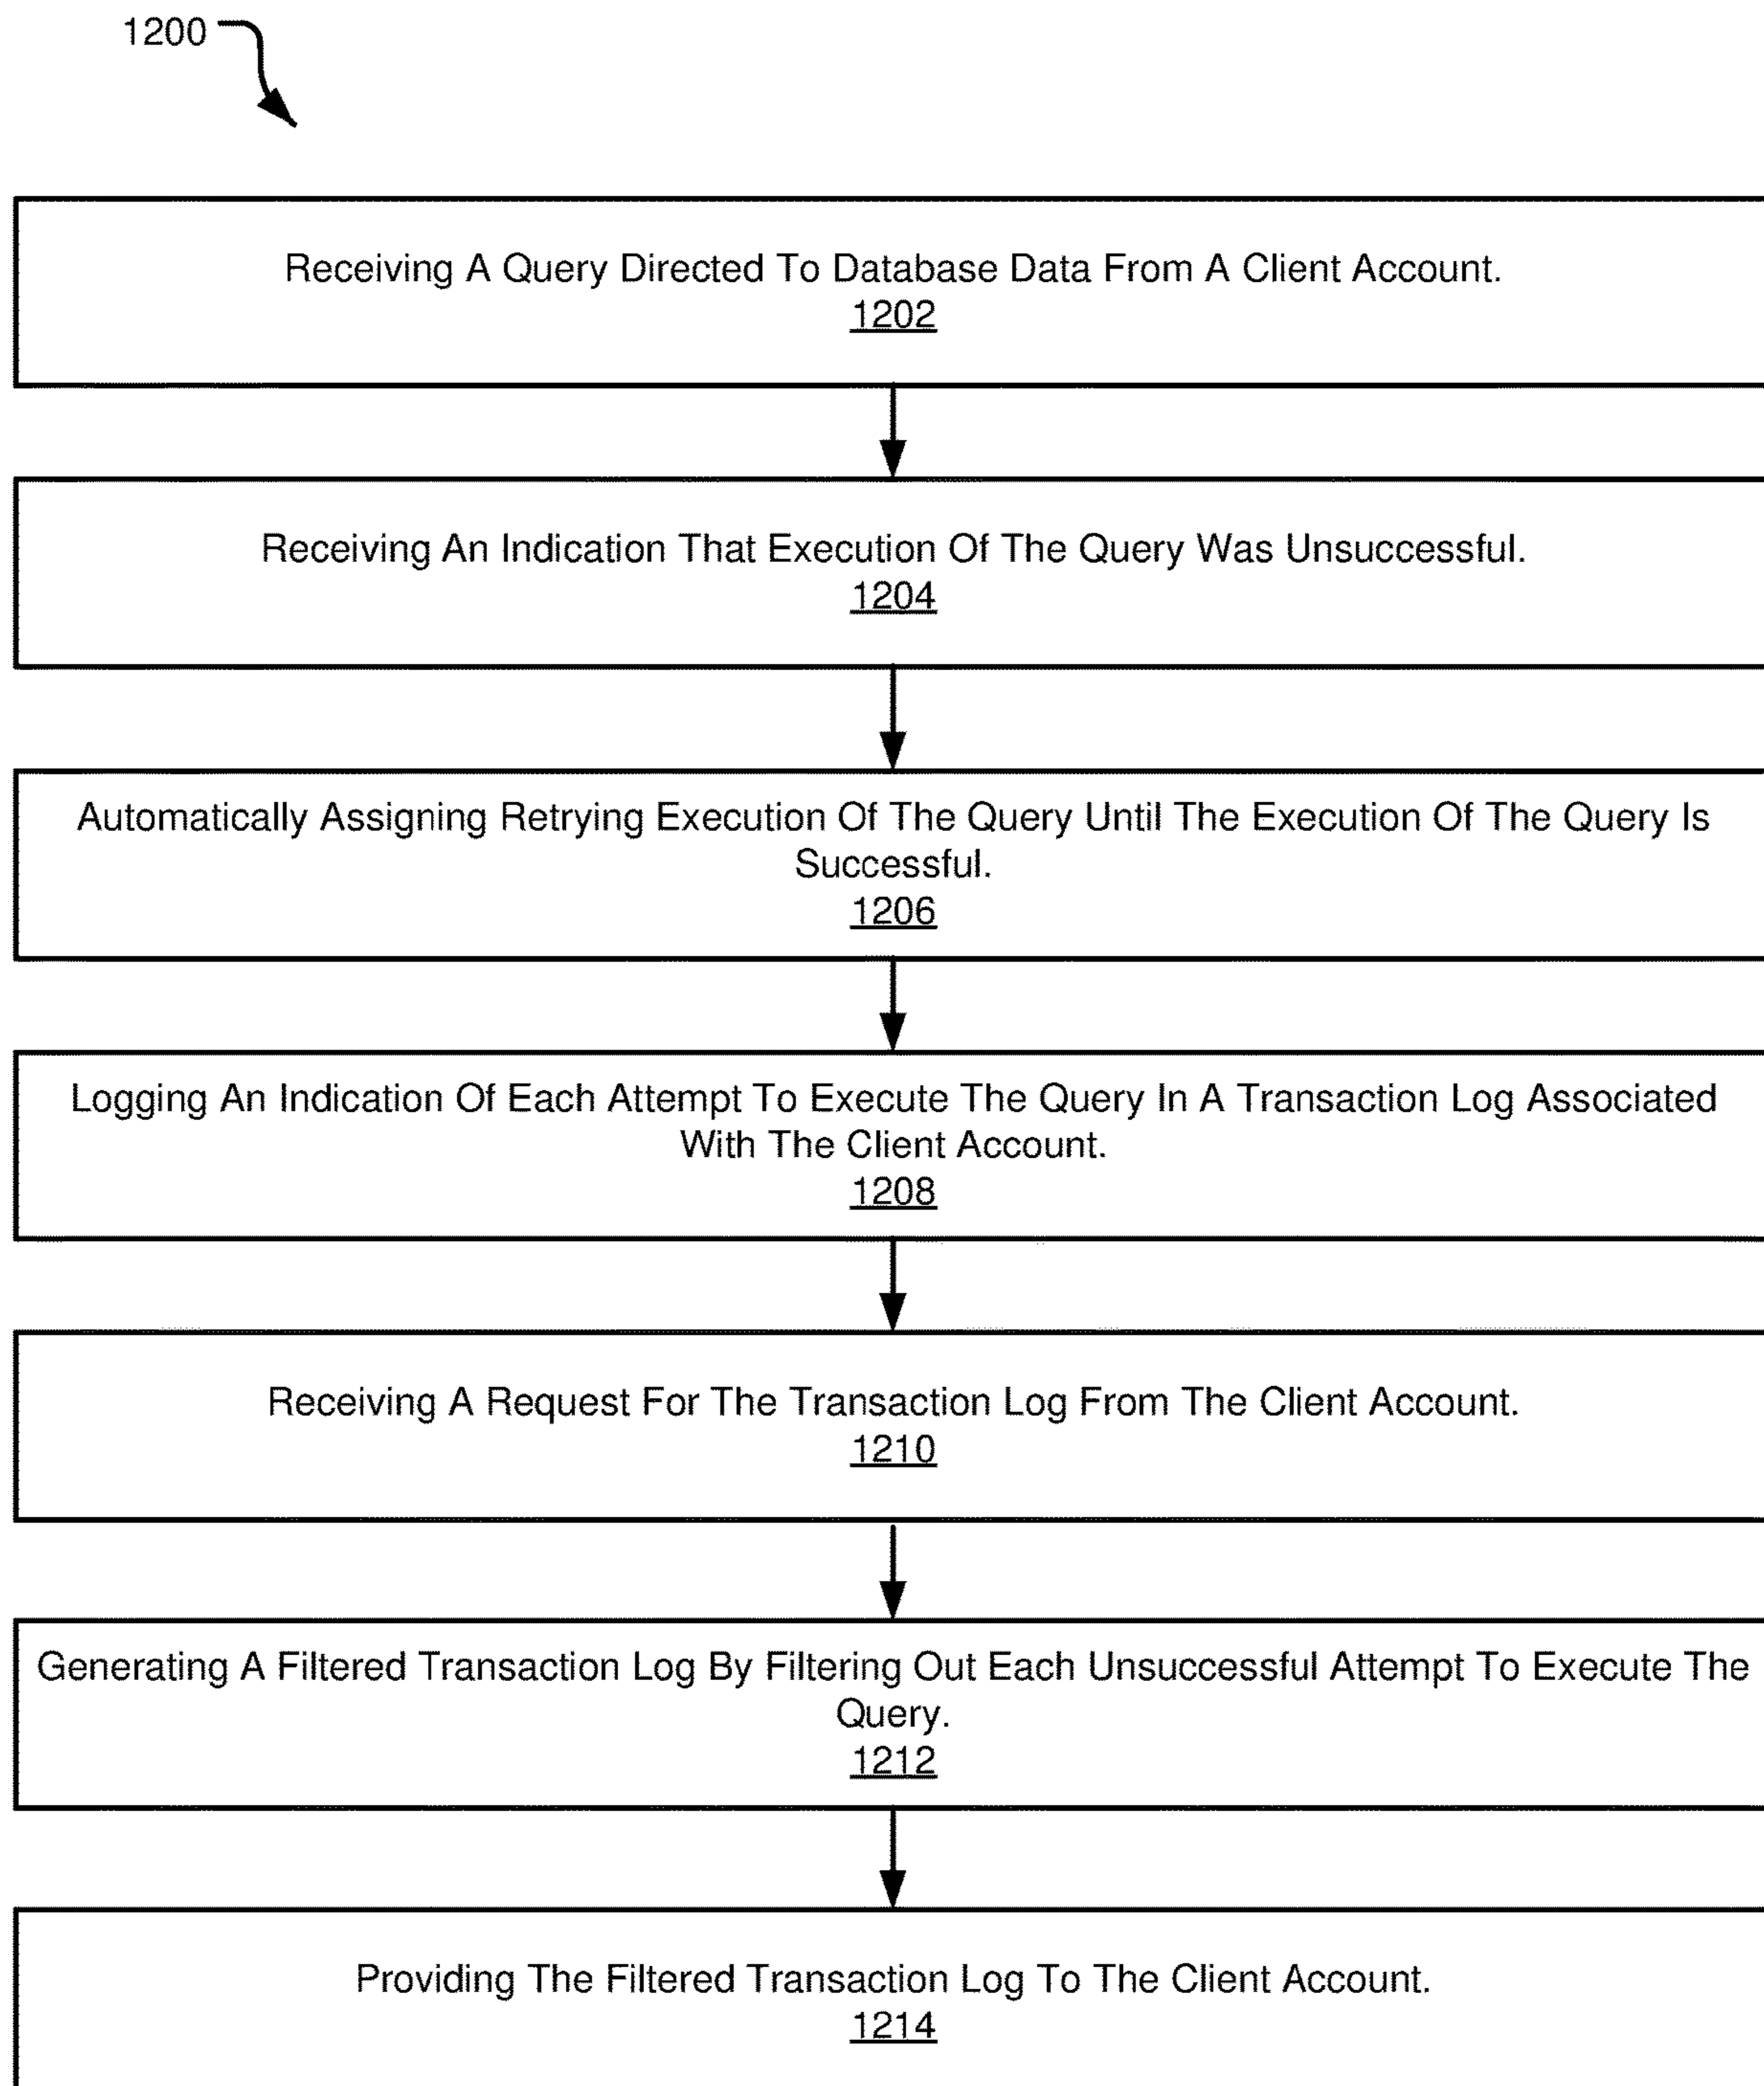 1200
Receiving A Query Directed To Database Data From A Client Account.
1202
Receiving An Indication That Execution Of The Query Was Unsuccessful.
1204
Automatically Assigning Retrying Execution Of The Query Until The Execution Of The Query Is
Successful.
1206
Logging An Indication Of Each Attempt To Execute The Query In A Transaction Log Associated
With The Client Account.
1208
Receiving A Request For The Transaction Log From The Client Account.
1210
Generating A Filtered Transaction Log By Filtering Out Each Unsuccessful Attempt To Execute The
Query.
1212
Providing The Filtered Transaction Log To The Client Account.
1214